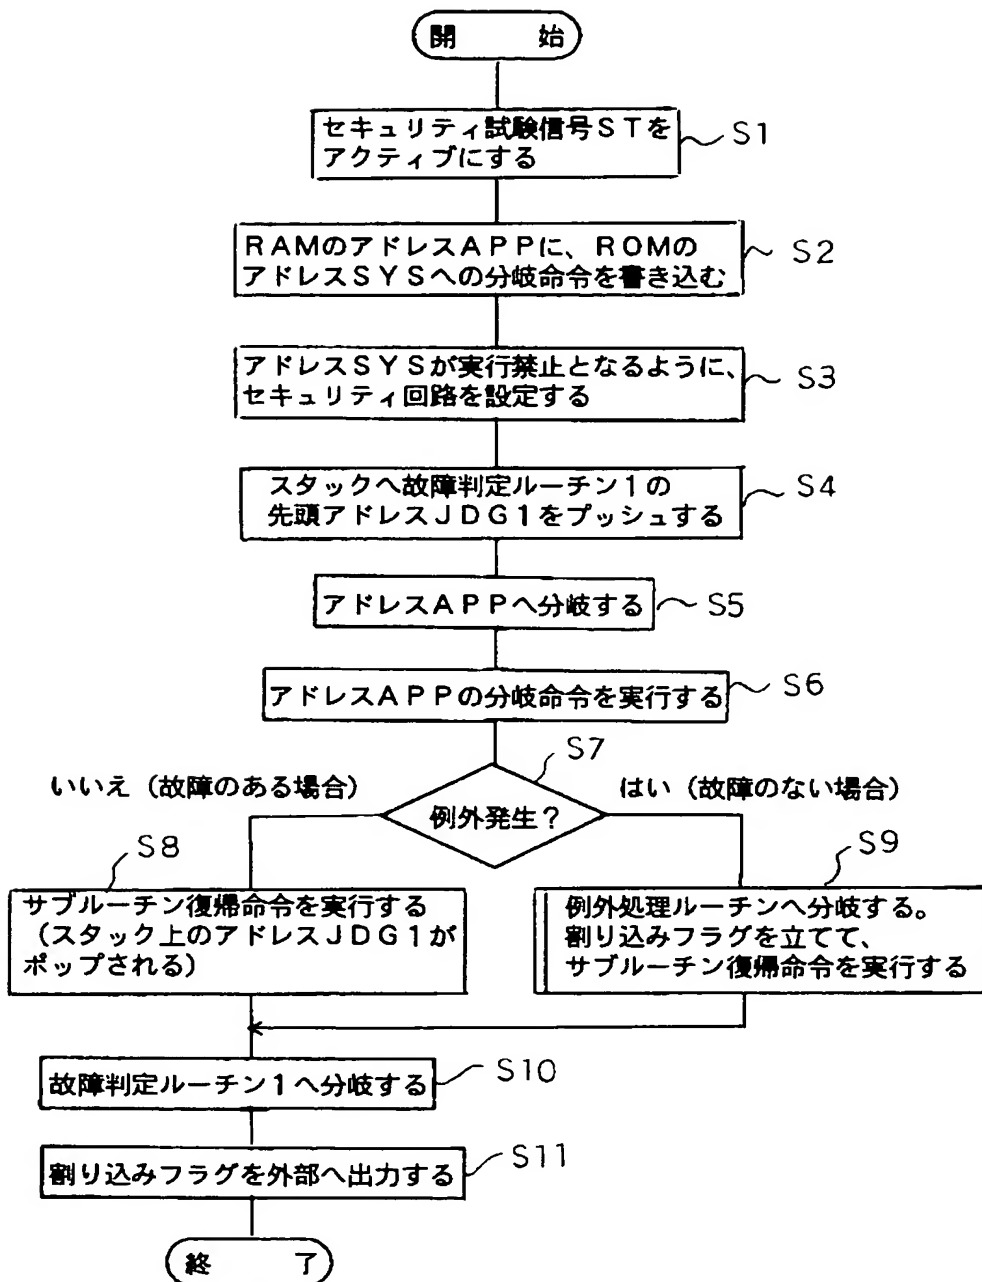 開　始
セキュリティ試験信号ＳＴを
アクティブにする
S1
ＲＡＭのアドレスＡＰＰに、ＲＯＭの
アドレスＳＹＳへの分岐命令を書き込む
S2
アドレスＳＹＳが実行禁止となるように、
セキュリティ回路を設定する
S3
スタックへ故障判定ルーチン１の
先頭アドレスＪＤＧ１をプッシュする
S4
アドレスＡＰＰへ分岐する
S5
アドレスＡＰＰの分岐命令を実行する
S6
S7
いいえ（故障のある場合）
例外発生？
はい（故障のない場合）
S8
サブルーチン復帰命令を実行する
（スタック上のアドレスＪＤＧ１が
ポップされる）
S9
例外処理ルーチンへ分岐する。
割り込みフラグを立てて、
サブルーチン復帰命令を実行する
故障判定ルーチン１へ分岐する
S10
割り込みフラグを外部へ出力する
S11
終　了